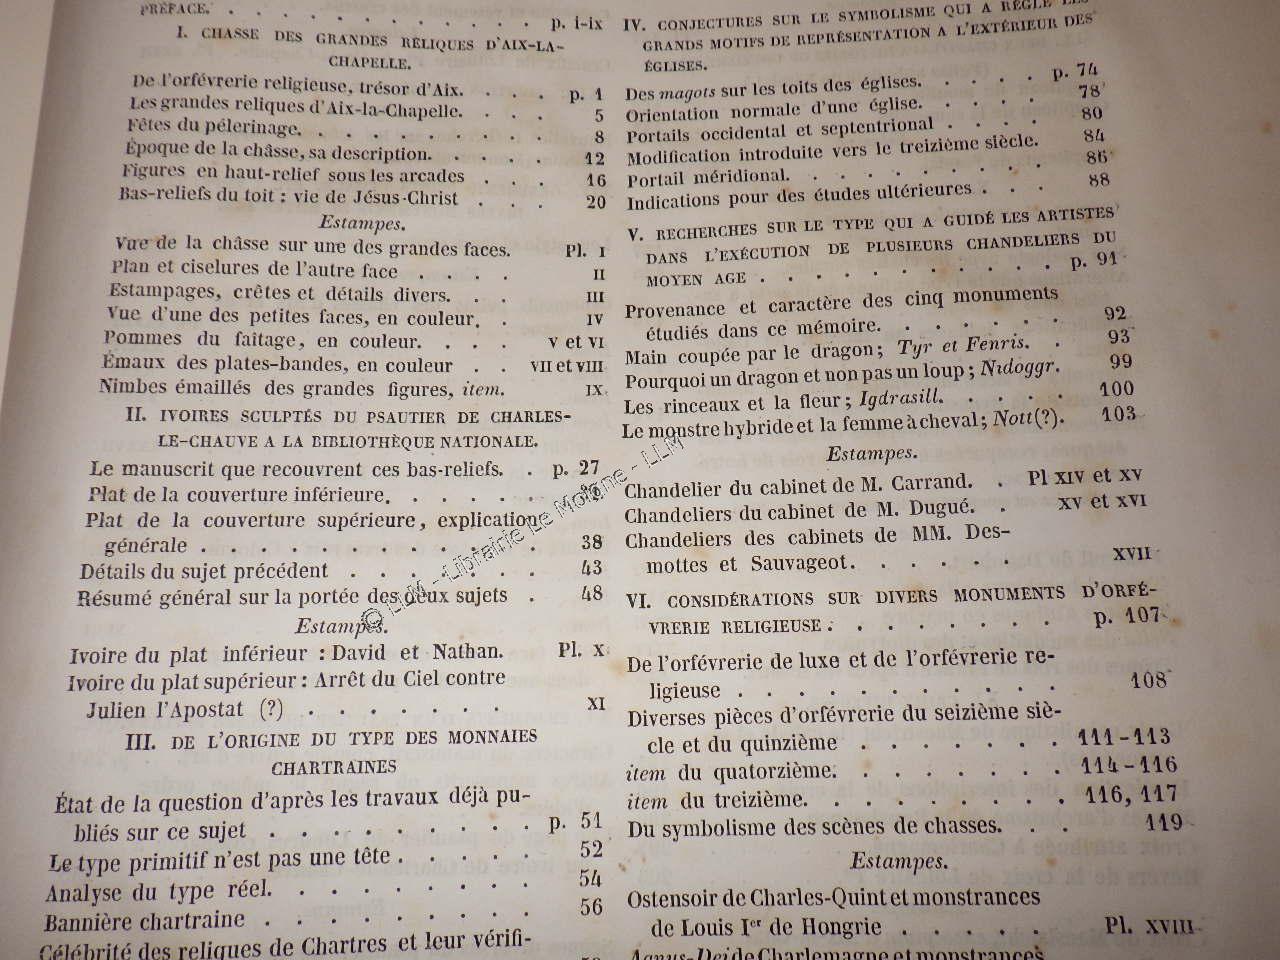 PRÉFACE. . . . . . . . . . . . p. i-ix
I. CHASSE DES GRANDES RELIQUES D'AIX-LA-
CHAPELLE.
De l'orfévrerie religieuse, trésor d'Aix. . . . . p. 1
Les grandes reliques d'Aix-la-Chapelle. . . . . 5
Fêtes du pélerinage. . . . . . . . . 8
Époque de la châsse, sa description. . . . . . 12
Figures en haut-relief sous les arcades . . . 16
Bas-reliefs du toit : vie de Jésus-Christ . . . 20
Estampes.
Vue de la châsse sur une des grandes faces. Pl. I
Plan et ciselures de l'autre face . . . . II
Estampages, crêtes et détails divers. . . III
Vue d'une des petites faces, en couleur. . IV
Pommes du faîtage, en couleur. . . . V et VI
Émaux des plates-bandes, en couleur . . VII et VIII
Nimbes émaillés des grandes figures, item. IX
II. IVOIRES SCULPTÉS DU PSAUTIER DE CHARLES-
LE-CHAUVE A LA BIBLIOTHÈQUE NATIONALE.
Le manuscrit que recouvrent ces bas-reliefs. . p. 27
Plat de la couverture inférieure. . . . . .
Plat de la couverture supérieure, explication
générale . . . . . . . . . . . 38
Détails du sujet précédent . . . . . . . 43
Résumé général sur la portée des deux sujets . 48
Estampes.
Ivoire du plat inférieur : David et Nathan. Pl. X
Ivoire du plat supérieur : Arrêt du Ciel contre
Julien l'Apostat (?) . . . . . . . XI
III. DE L'ORIGINE DU TYPE DES MONNAIES
CHARTRAINES
État de la question d'après les travaux déjà pu-
bliés sur ce sujet . . . . . . . . . p. 51
Le type primitif n'est pas une tête . . . . . 52
Analyse du type réel. . . . . . . . . 54
Bannière chartraine . . . . . . . . 56
Célébrité des reliques de Chartres et leur vérifi-
IV. CONJECTURES SUR LE SYMBOLISME QUI A RÉGLÉ LES
GRANDS MOTIFS DE REPRÉSENTATION A L'EXTÉRIEUR DES
ÉGLISES.
Des magots sur les toits des églises. . . . . p. 74
Orientation normale d'une église. . . . . 78
Portails occidental et septentrional . . . . 80
Modification introduite vers le treizième siècle. 84
Portail méridional. . . . . . . . . 86
Indications pour des études ultérieures . . . 88
V. RECHERCHES SUR LE TYPE QUI A GUIDÉ LES ARTISTES
DANS L'EXÉCUTION DE PLUSIEURS CHANDELIERS DU
MOYEN AGE . . . . . . . . . . . p. 91
Provenance et caractère des cinq monuments
étudiés dans ce mémoire. . . . . . . 92
Main coupée par le dragon ; Tyr et Fenris. . 93
Pourquoi un dragon et non pas un loup ; Nidoggr. 99
Les rinceaux et la fleur ; Igdrasill. . . . . 100
Le monstre hybride et la femme à cheval ; Nott (?). 103
Estampes.
Chandelier du cabinet de M. Carrand. . Pl XIV et XV
Chandeliers du cabinet de M. Dugué. . XV et XVI
Chandeliers des cabinets de MM. Des-
mottes et Sauvageot. . . . . . XVII
VI. CONSIDÉRATIONS SUR DIVERS MONUMENTS D'ORFÉ-
VRERIE RELIGIEUSE . . . . . . . . p. 107
De l'orfévrerie de luxe et de l'orfévrerie re-
ligieuse . . . . . . . . . . . 108
Diverses pièces d'orfévrerie du seizième siè-
cle et du quinzième . . . . . . . 111-113
item du quatorzième. . . . . . . . 114-116
item du treizième. . . . . . . . . 116, 117
Du symbolisme des scènes de chasses. . . . 119
Estampes.
Ostensoir de Charles-Quint et monstrances
de Louis Ier de Hongrie . . . . . Pl. XVIII
Agnus-Dei de Charlemagne et monstrances
© LLM - Librairie Le Moigne - LLM